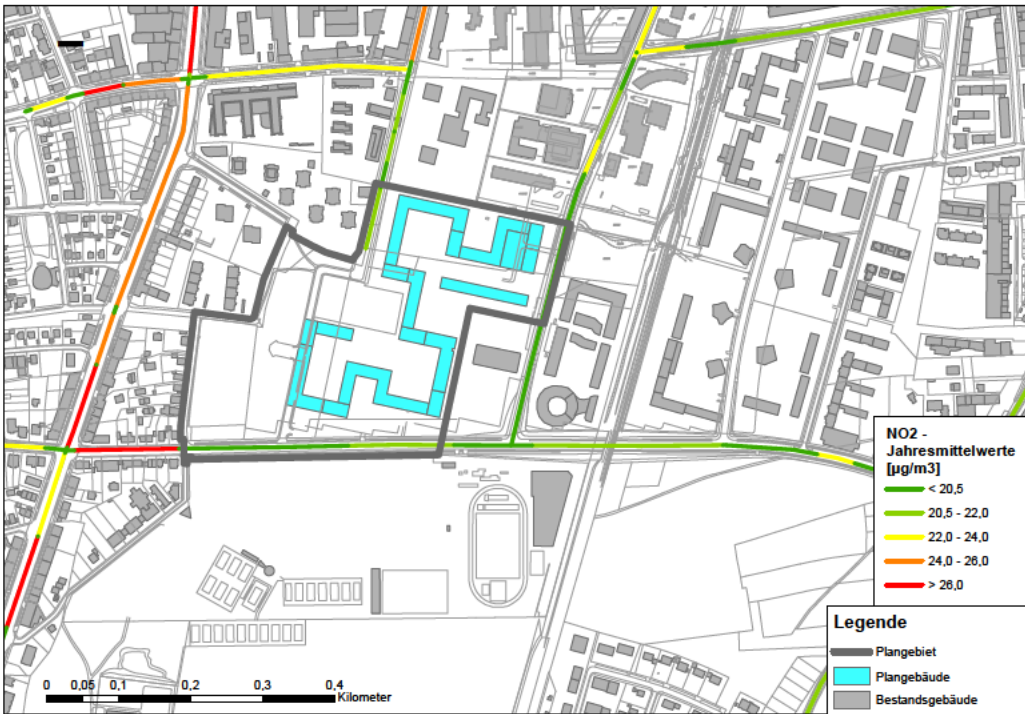 NO2 -
Jahresmittelwerte
[µg/m3]
< 20,5
20,5 - 22,0
22,0 - 24,0
24,0 - 26,0
> 26,0
Legende
Plangebiet
Plangebäude
Bestandsgebäude
0 0,05 0,1 0,2 0,3 0,4
Kilometer